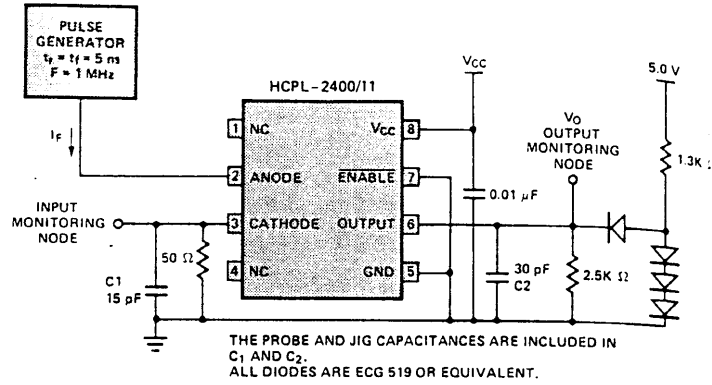 PULSE
GENERATOR
tr = tf = 5 ns
F = 1 MHz
IF
INPUT
MONITORING
NODE
C1
15 pF
50 Ω
HCPL-2400/11
1 NC
2 ANODE
3 CATHODE
4 NC
VCC 8
ENABLE 7
OUTPUT 6
GND 5
VCC
0.01 μF
30 pF
C2
VO
OUTPUT
MONITORING
NODE
2.5K Ω
5.0 V
1.3K
THE PROBE AND JIG CAPACITANCES ARE INCLUDED IN
C1 AND C2.
ALL DIODES ARE ECG 519 OR EQUIVALENT.